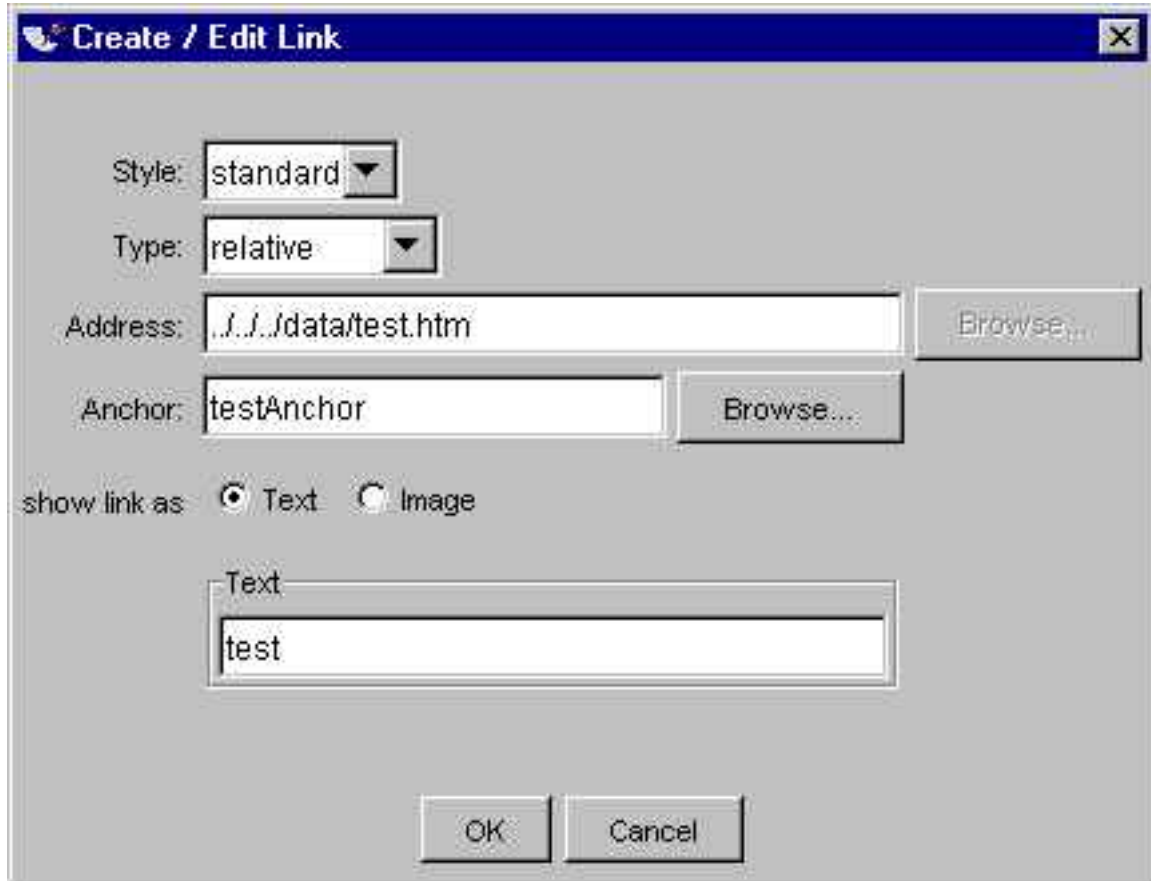 Create / Edit Link
Style: standard
Type: relative
Address: ../../../data/test.htm Browse...
Anchor: testAnchor Browse...
show link as Text Image
Text
test
OK Cancel